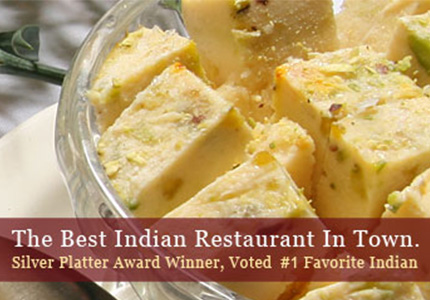 The Best Indian Restaurant In Town.
Silver Platter Award Winner, Voted #1 Favorite Indian